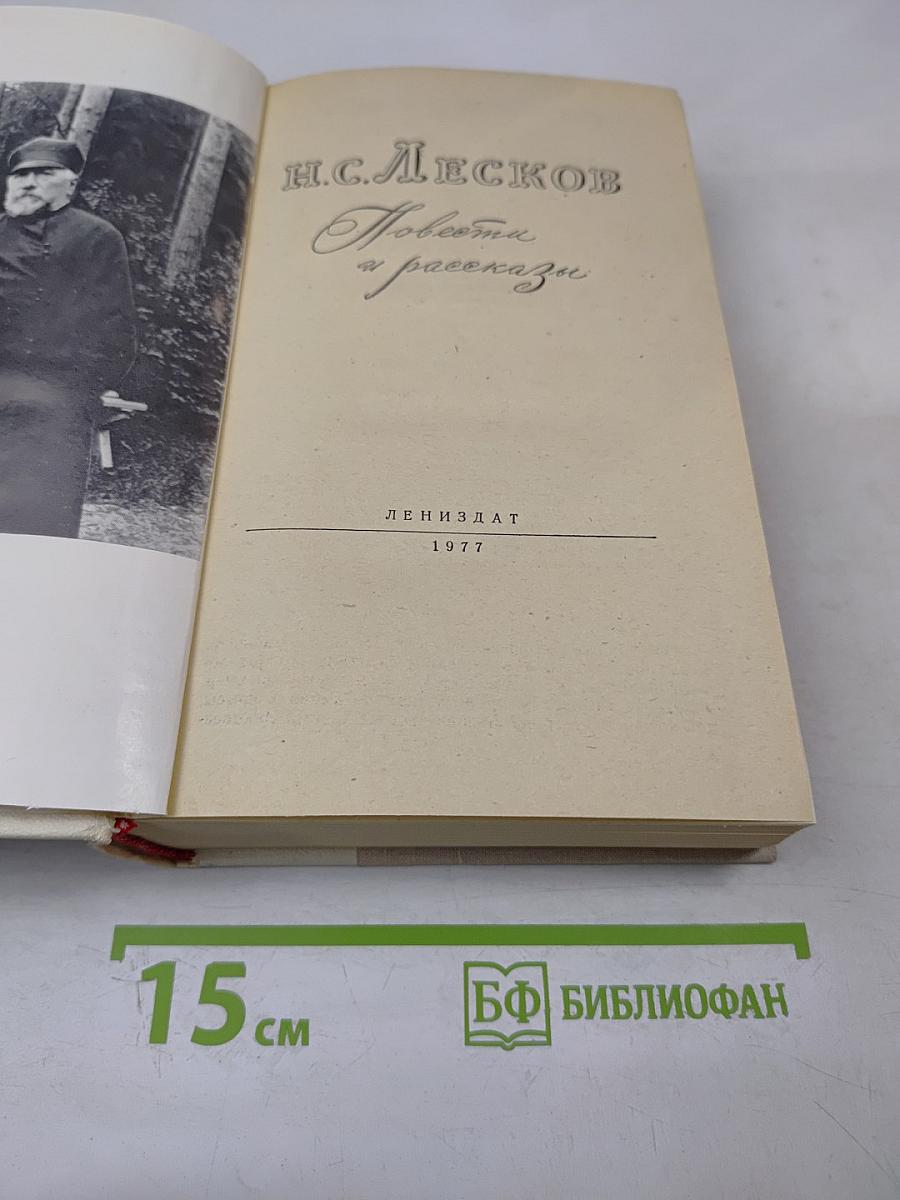 Н.С. ЛЕСКОВ
Повести
и рассказы
ЛЕНИЗДАТ
1977
15 см
БФ БИБЛИОФАН